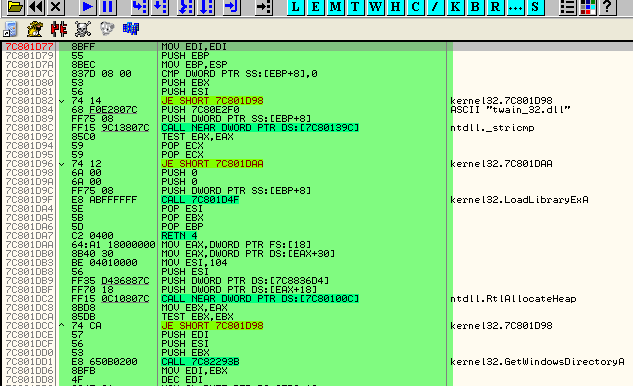 L E M T W H C / K B R ... S ?
7C801D77 8BFF MOV EDI,EDI
7C801D79 55 PUSH EBP
7C801D7A 8BEC MOV EBP,ESP
7C801D7C 837D 08 00 CMP DWORD PTR SS:[EBP+8],0
7C801D80 53 PUSH EBX
7C801D81 56 PUSH ESI
7C801D82 74 14 JE SHORT 7C801D98 kernel32.7C801D98
7C801D84 68 F0E2807C PUSH 7C80E2F0 ASCII "twain_32.dll"
7C801D89 FF75 08 PUSH DWORD PTR SS:[EBP+8]
7C801D8C FF15 9C13807C CALL NEAR DWORD PTR DS:[7C80139C] ntdll._stricmp
7C801D92 85C0 TEST EAX,EAX
7C801D94 59 POP ECX
7C801D95 59 POP ECX
7C801D96 74 12 JE SHORT 7C801DAA kernel32.7C801DAA
7C801D98 6A 00 PUSH 0
7C801D9A 6A 00 PUSH 0
7C801D9C FF75 08 PUSH DWORD PTR SS:[EBP+8]
7C801D9F E8 ABFFFFFF CALL 7C801D4F kernel32.LoadLibraryExA
7C801DA4 5E POP ESI
7C801DA5 5B POP EBX
7C801DA6 5D POP EBP
7C801DA7 C2 0400 RETN 4
7C801DAA 64:A1 18000000 MOV EAX,DWORD PTR FS:[18]
7C801DB0 8B40 30 MOV EAX,DWORD PTR DS:[EAX+30]
7C801DB3 BE 04010000 MOV ESI,104
7C801DB8 56 PUSH ESI
7C801DB9 FF35 D436887C PUSH DWORD PTR DS:[7C8836D4]
7C801DBF FF70 18 PUSH DWORD PTR DS:[EAX+18]
7C801DC2 FF15 0C10807C CALL NEAR DWORD PTR DS:[7C80100C] ntdll.RtlAllocateHeap
7C801DC8 8BD8 MOV EBX,EAX
7C801DCA 85DB TEST EBX,EBX
7C801DCC 74 CA JE SHORT 7C801D98 kernel32.7C801D98
7C801DCE 57 PUSH EDI
7C801DCF 56 PUSH ESI
7C801DD0 53 PUSH EBX
7C801DD1 E8 650B0200 CALL 7C82293B kernel32.GetWindowsDirectoryA
7C801DD6 8BFB MOV EDI,EBX
7C801DD8 4F DEC EDI